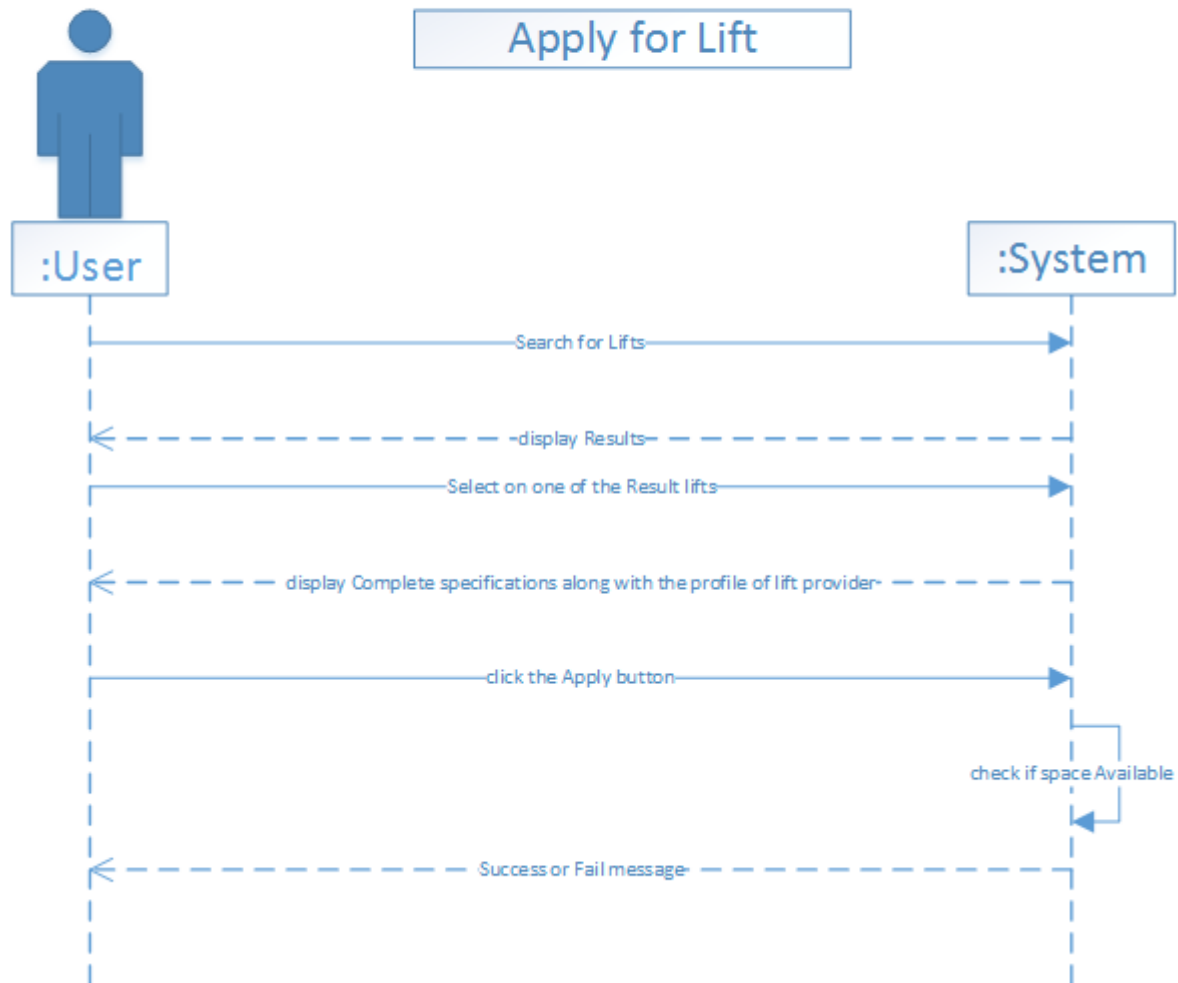 Apply for Lift
:User
:System
Search for Lifts
display Results
Select on one of the Result lifts
display Complete specifications along with the profile of lift provider
click the Apply button
check if space Available
Success or Fail message